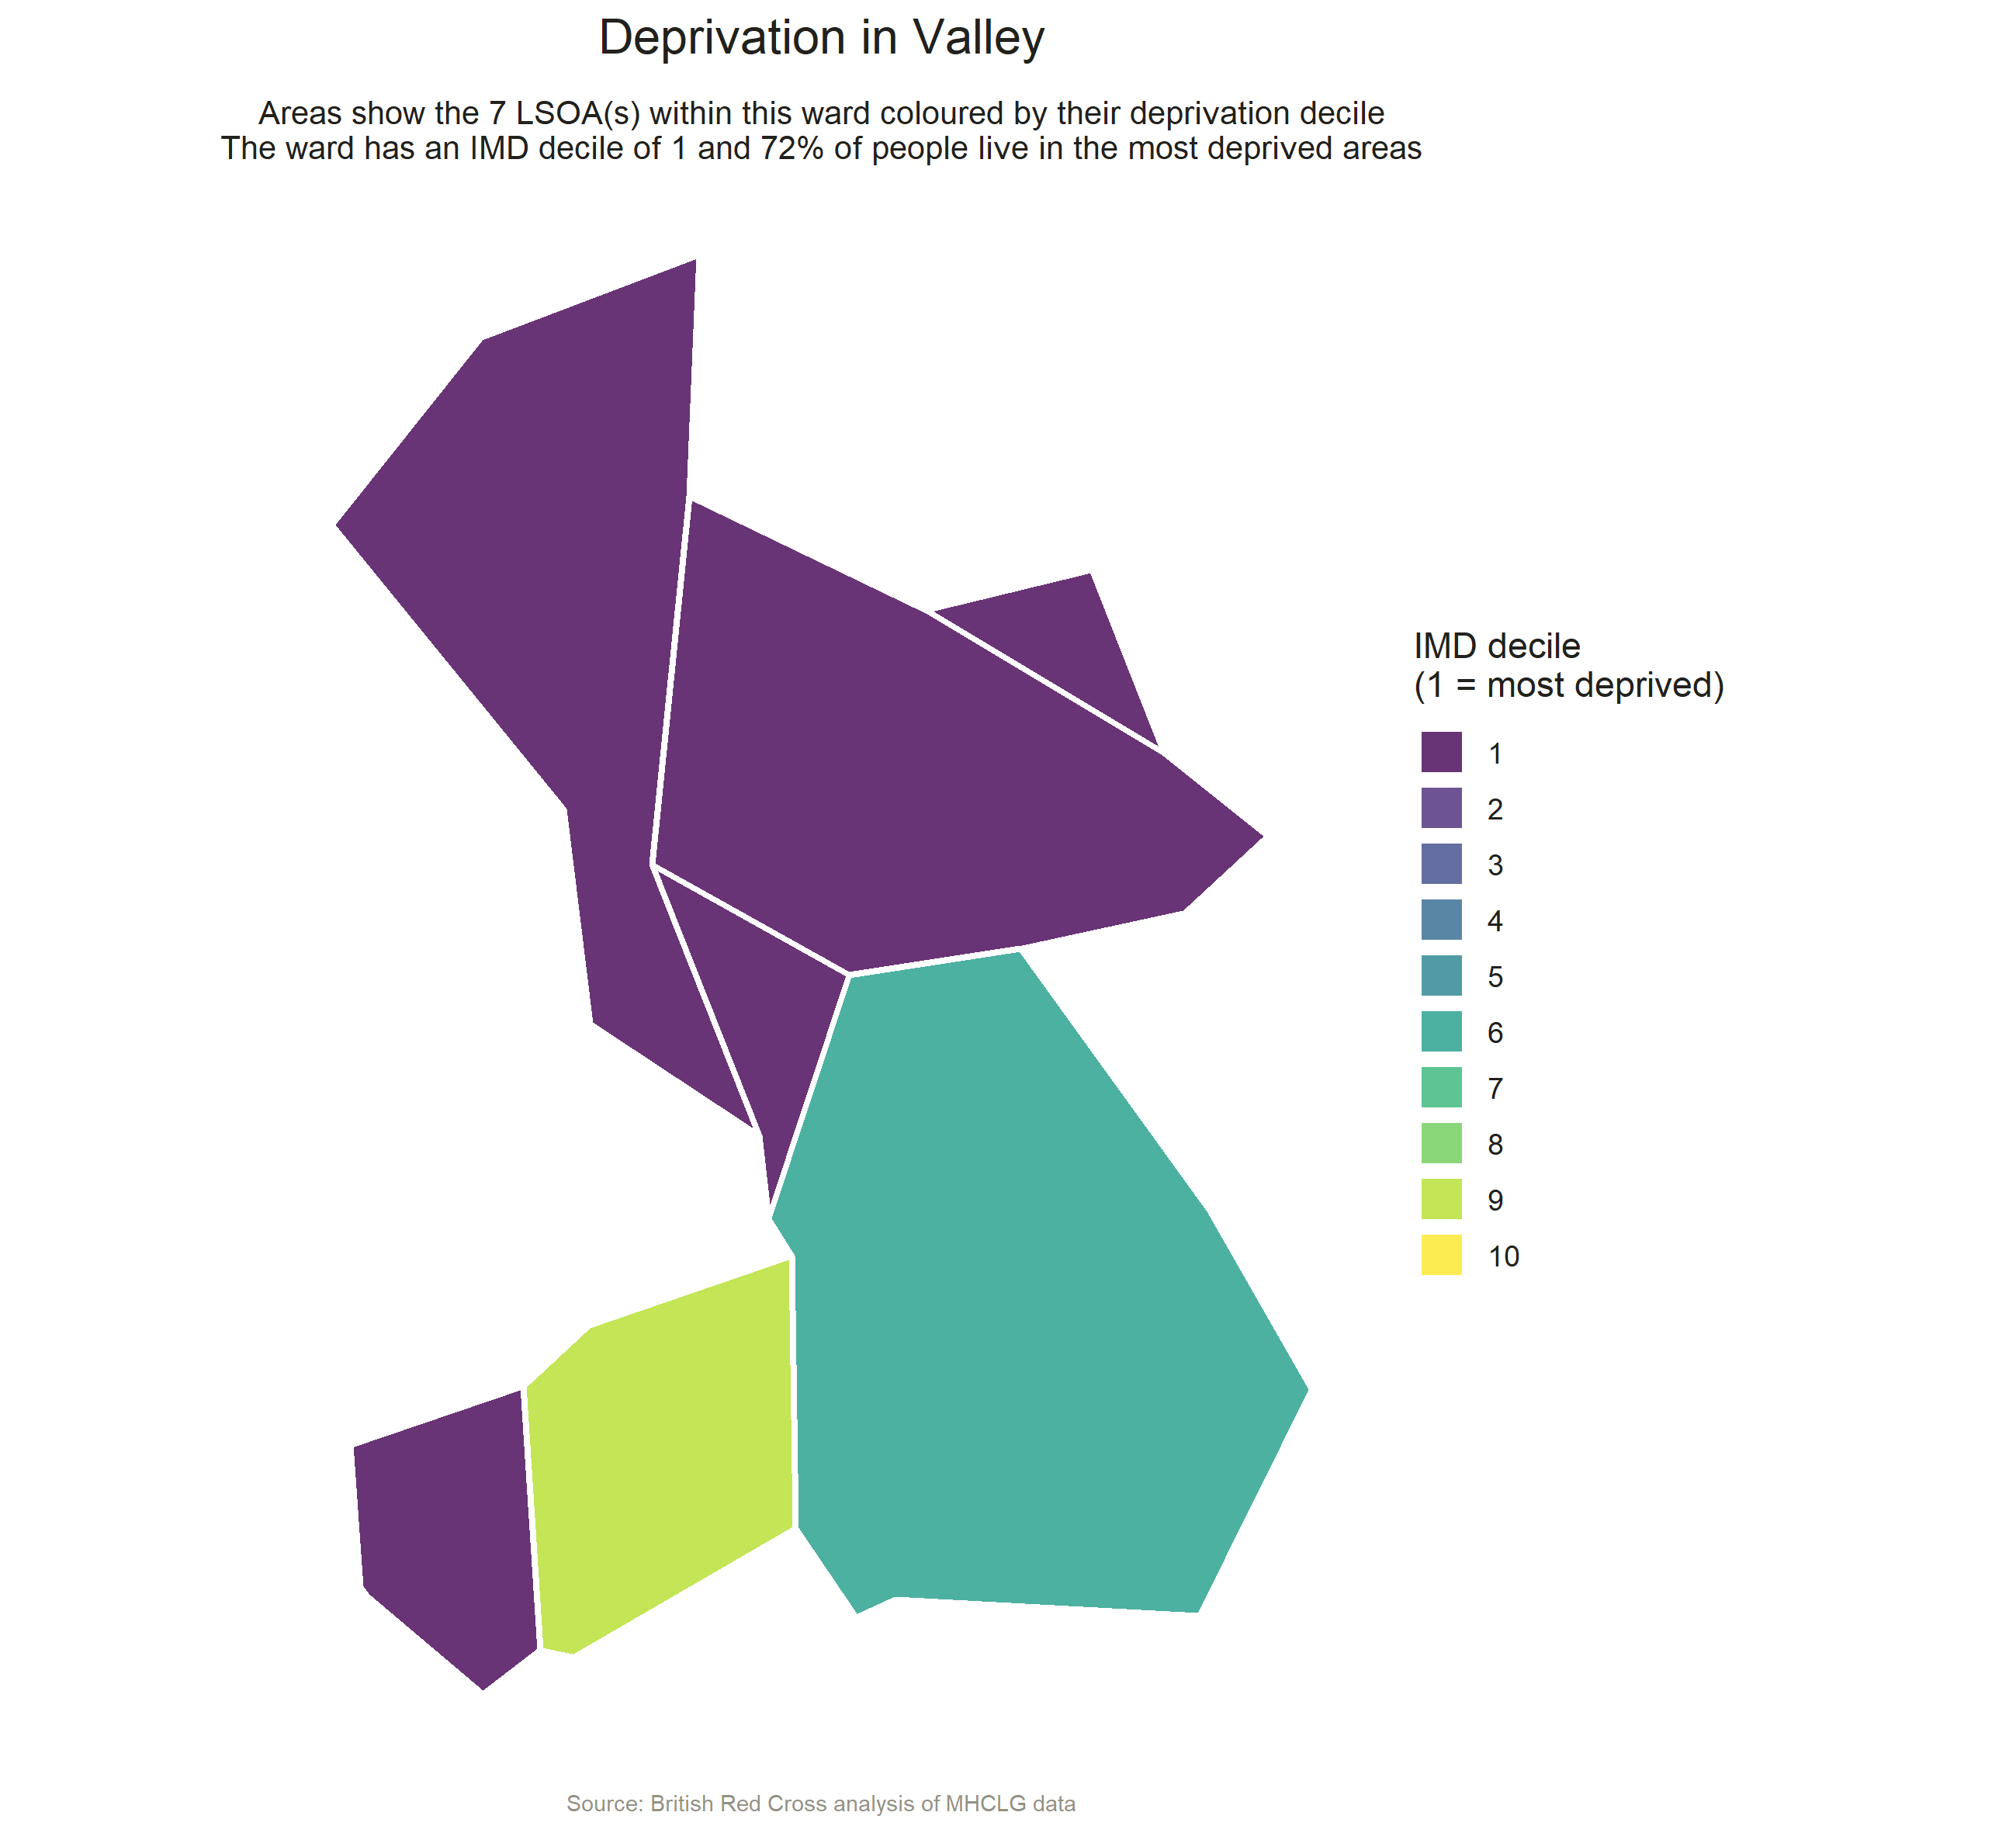 Deprivation in Valley
Areas show the 7 LSOA(s) within this ward coloured by their deprivation decile
The ward has an IMD decile of 1 and 72% of people live in the most deprived areas
IMD decile
(1 = most deprived)
1
2
3
4
5
6
7
8
9
10
Source: British Red Cross analysis of MHCLG data